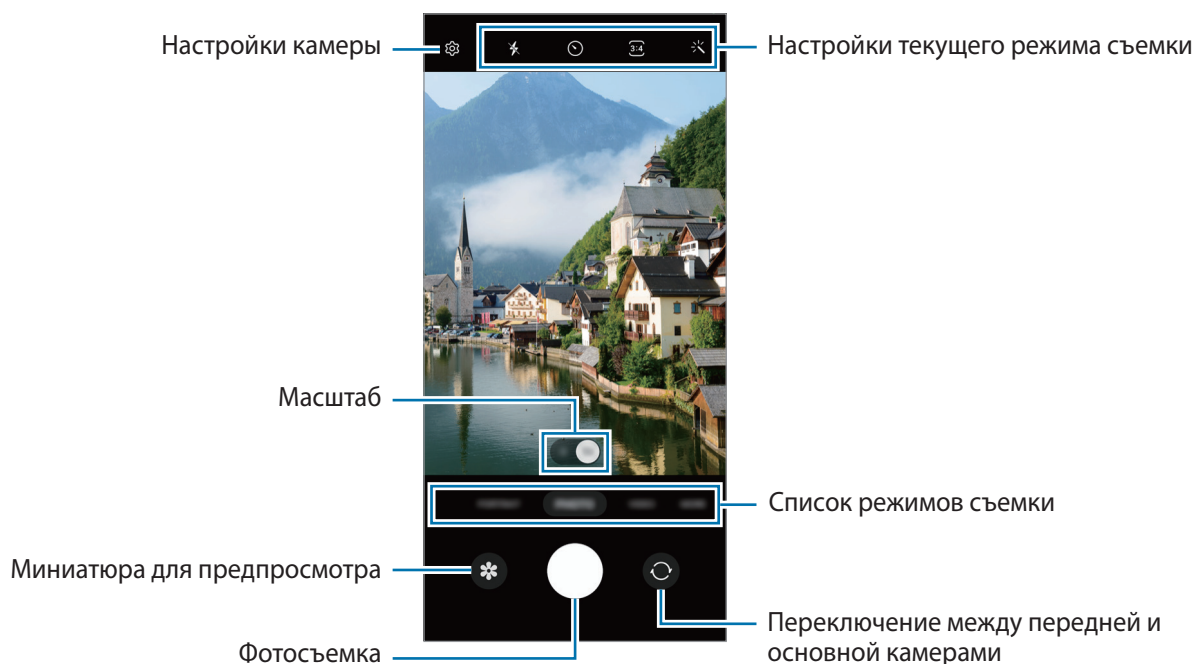 Настройки камеры
3:4
Настройки текущего режима съемки
Масштаб
Список режимов съемки
Миниатюра для предпросмотра
Фотосъемка
Переключение между передней и
основной камерами